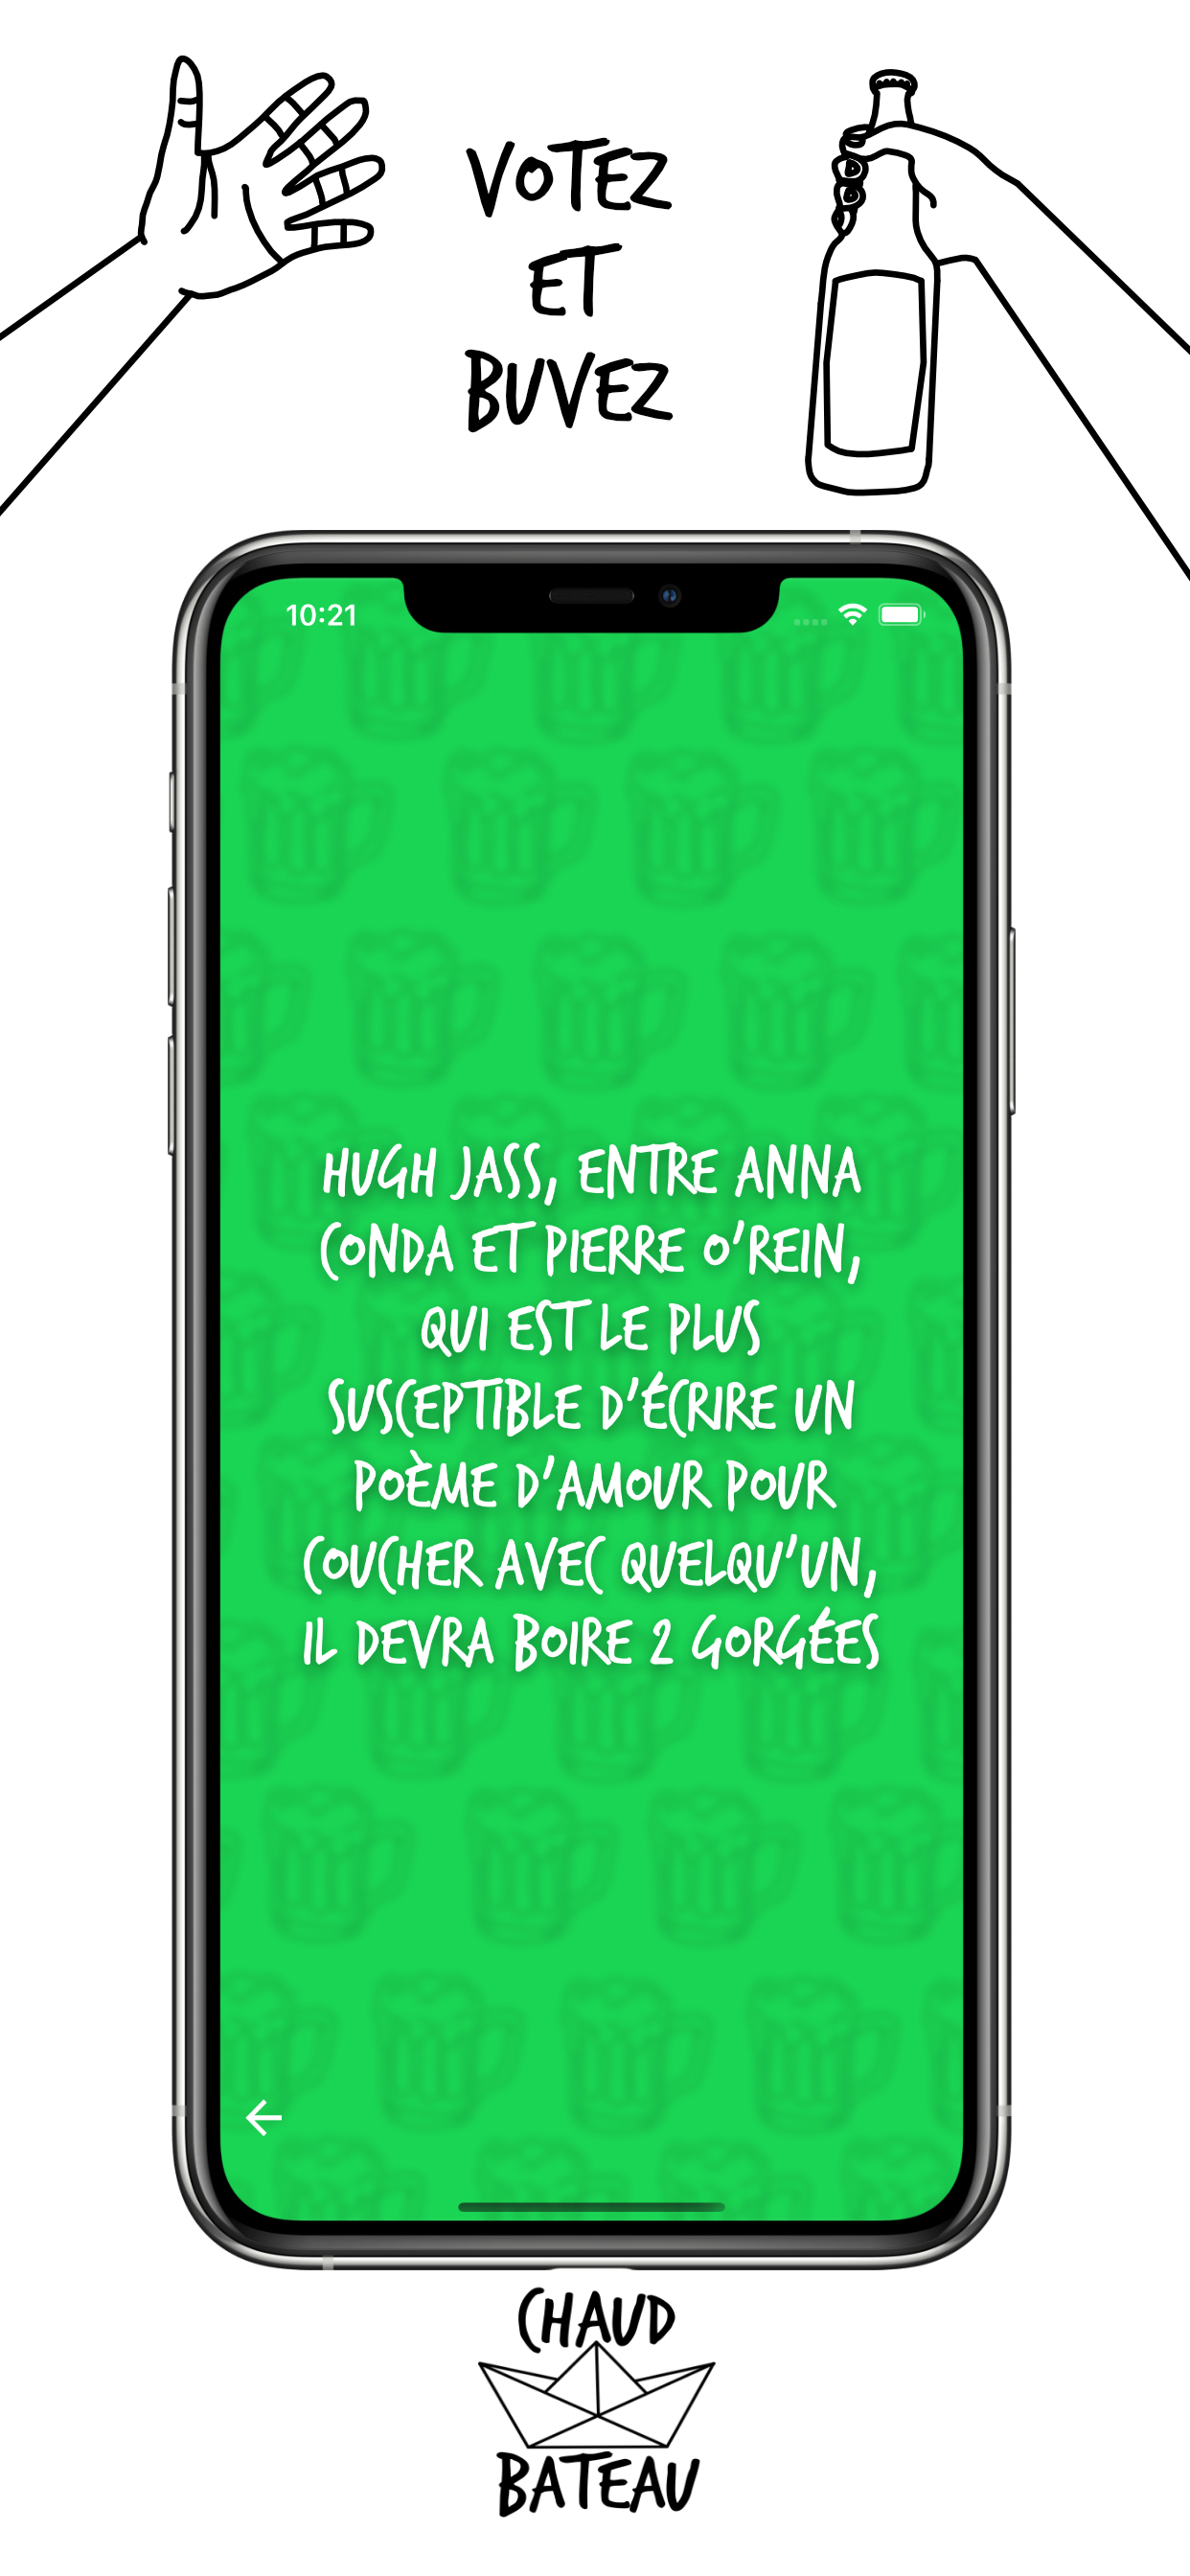 VOTEZ
ET
BUVEZ
10:21
HUGH JASS, ENTRE ANNA
CONDA ET PIERRE O'REIN,
QUI EST LE PLUS
SUSCEPTIBLE D'ÉCRIRE UN
POÈME D'AMOUR POUR
COUCHER AVEC QUELQU'UN,
IL DEVRA BOIRE 2 GORGÉES
CHAUD
BATEAU